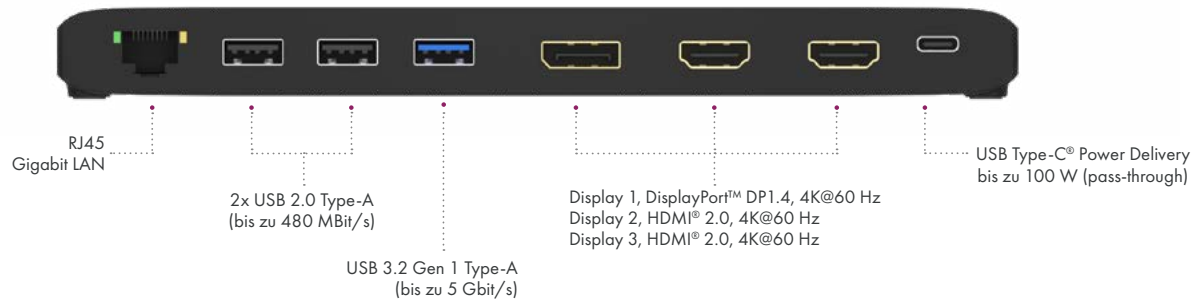 RJ45
Gigabit LAN
2x USB 2.0 Type-A
(bis zu 480 MBit/s)
USB 3.2 Gen 1 Type-A
(bis zu 5 Gbit/s)
Display 1, DisplayPort™ DP1.4, 4K@60 Hz
Display 2, HDMI® 2.0, 4K@60 Hz
Display 3, HDMI® 2.0, 4K@60 Hz
USB Type-C® Power Delivery
bis zu 100 W (pass-through)